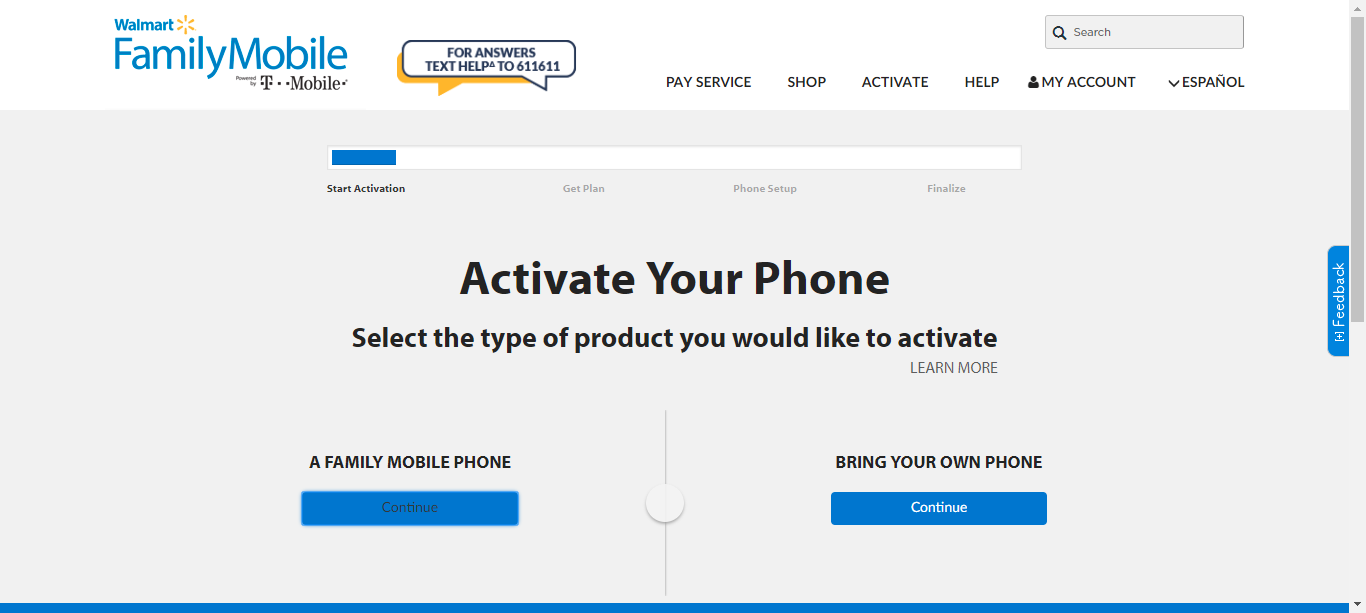 Walmart
FamilyMobile
Powered by T··Mobile·
FOR ANSWERS
TEXT HELP∆ TO 611611
Search
PAY SERVICE SHOP ACTIVATE HELP MY ACCOUNT ESPAÑOL
Start Activation Get Plan Phone Setup Finalize
Activate Your Phone
Select the type of product you would like to activate
LEARN MORE
A FAMILY MOBILE PHONE BRING YOUR OWN PHONE
Continue Continue
[+] Feedback